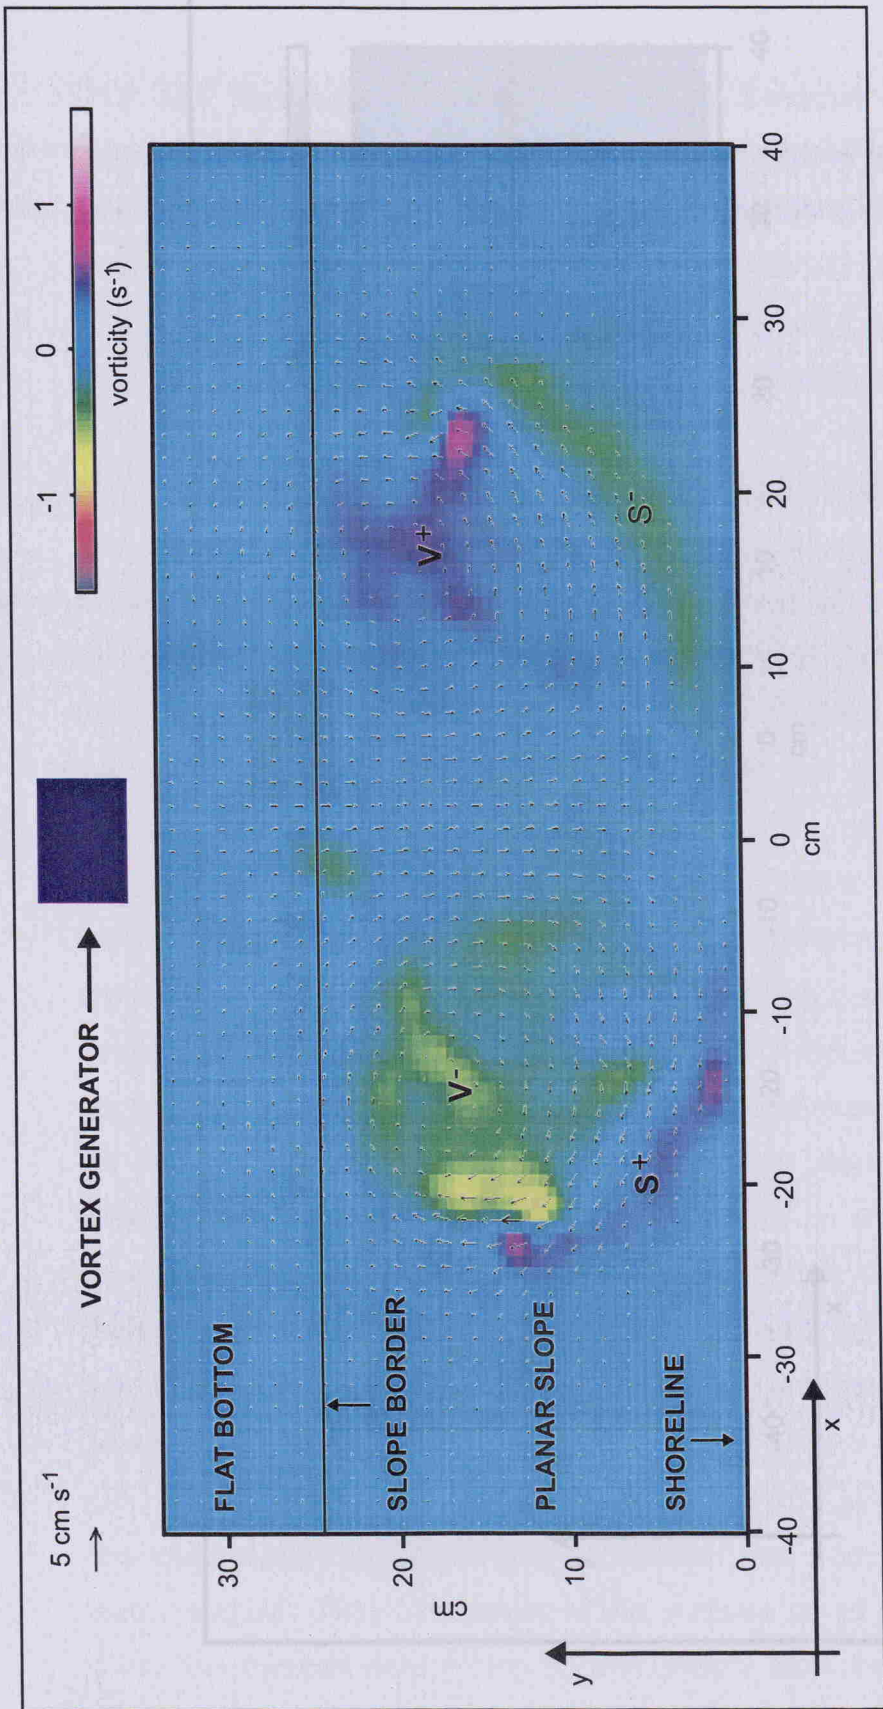 5 cm s-1
VORTEX GENERATOR
-1 0 1
vorticity (s-1)
FLAT BOTTOM
SLOPE BORDER
PLANAR SLOPE
SHORELINE
V-
V+
S+
S-
30
20
10
0
cm
-40 -30 -20 -10 0 10 20 30 40
cm
y
x